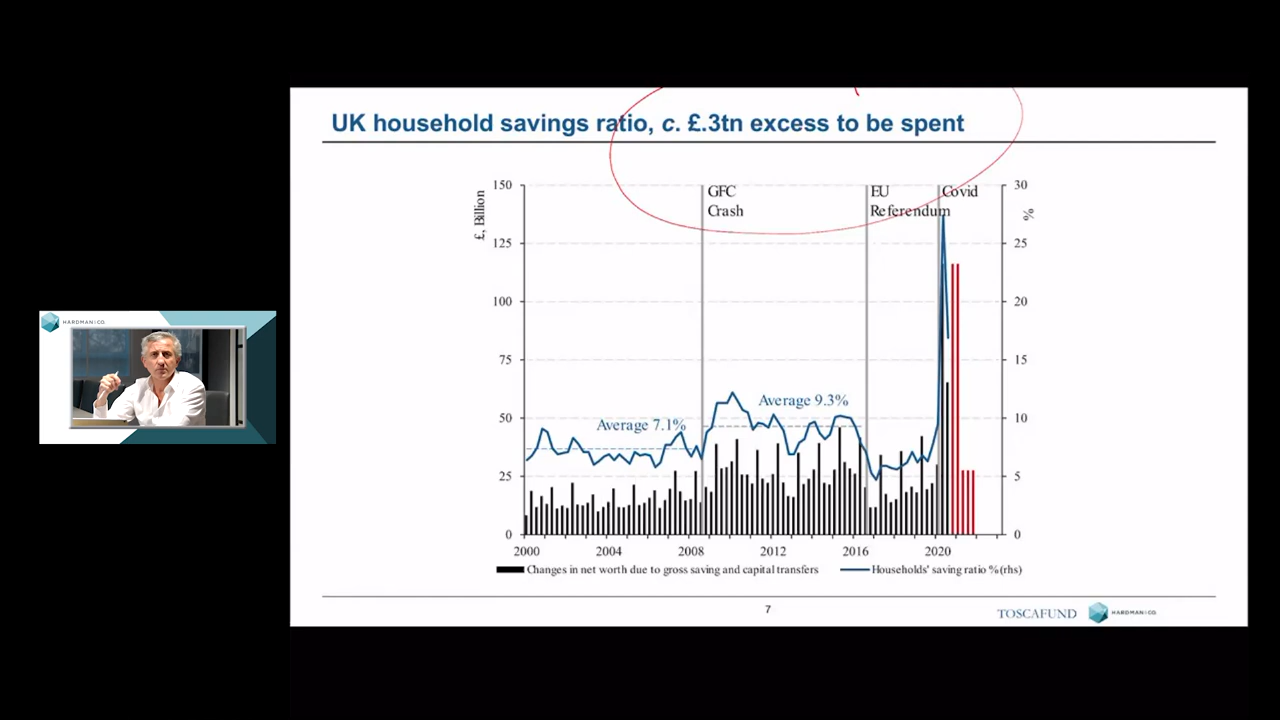 UK household savings ratio, c. £.3tn excess to be spent
£, Billion
150
125
100
75
50
25
0
GFC
Crash
EU
Referendum
Covid
Average 7.1%
Average 9.3%
30
25
20
15
10
5
0
%
2000 2004 2008 2012 2016 2020
Changes in net worth due to gross saving and capital transfers
Households' saving ratio % (rhs)
7
TOSCAFUND
HARDMAN&CO.
HARDMAN&CO.